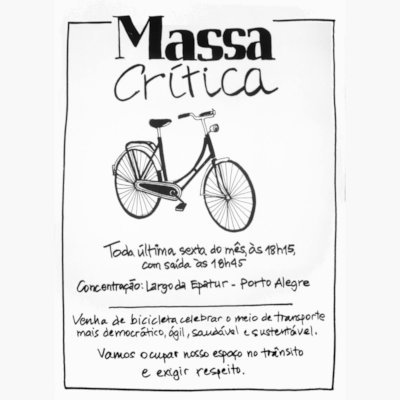 Massa
Crítica
Toda última sexta do mês, às 18h15,
com saída às 18h45
Concentração: Largo da Epatur - Porto Alegre
Venha de bicicleta celebrar o meio de transporte
mais democrático, ágil, saudável e sustentável.
Vamos ocupar nosso espaço no trânsito
e exigir respeito.